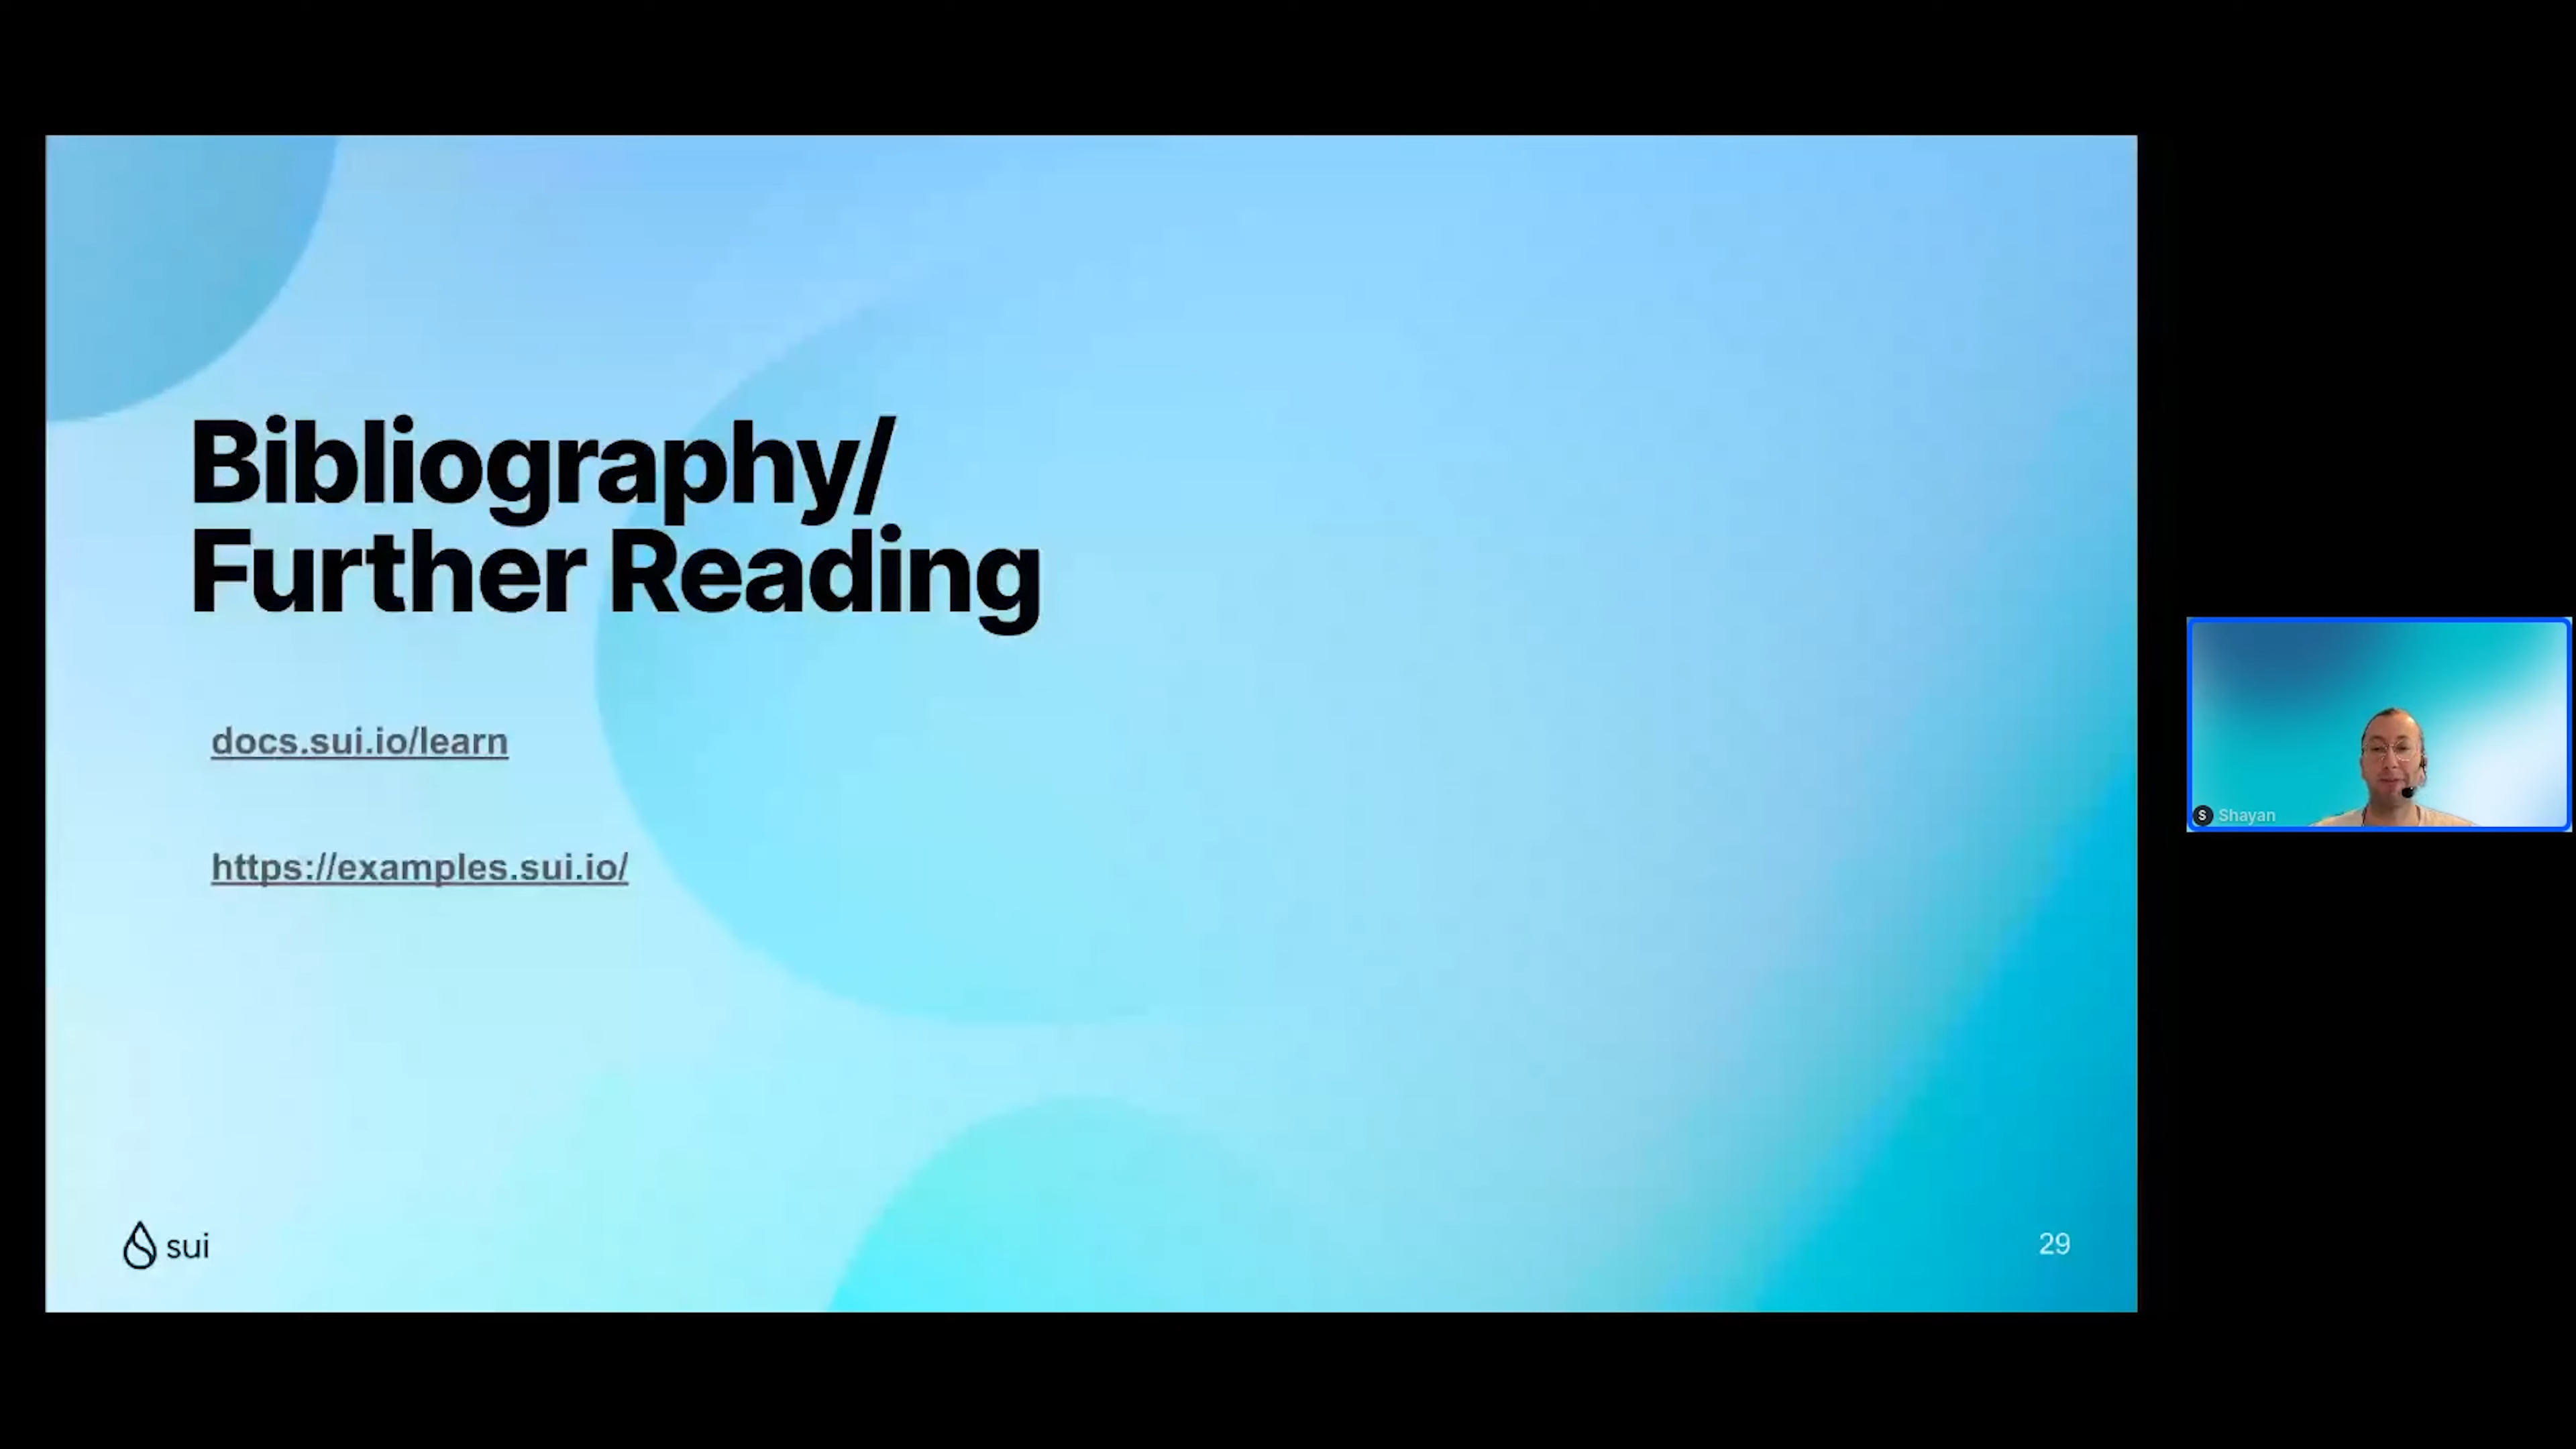 Bibliography/
Further Reading
docs.sui.io/learn
https://examples.sui.io/
sui
29
S Shayan